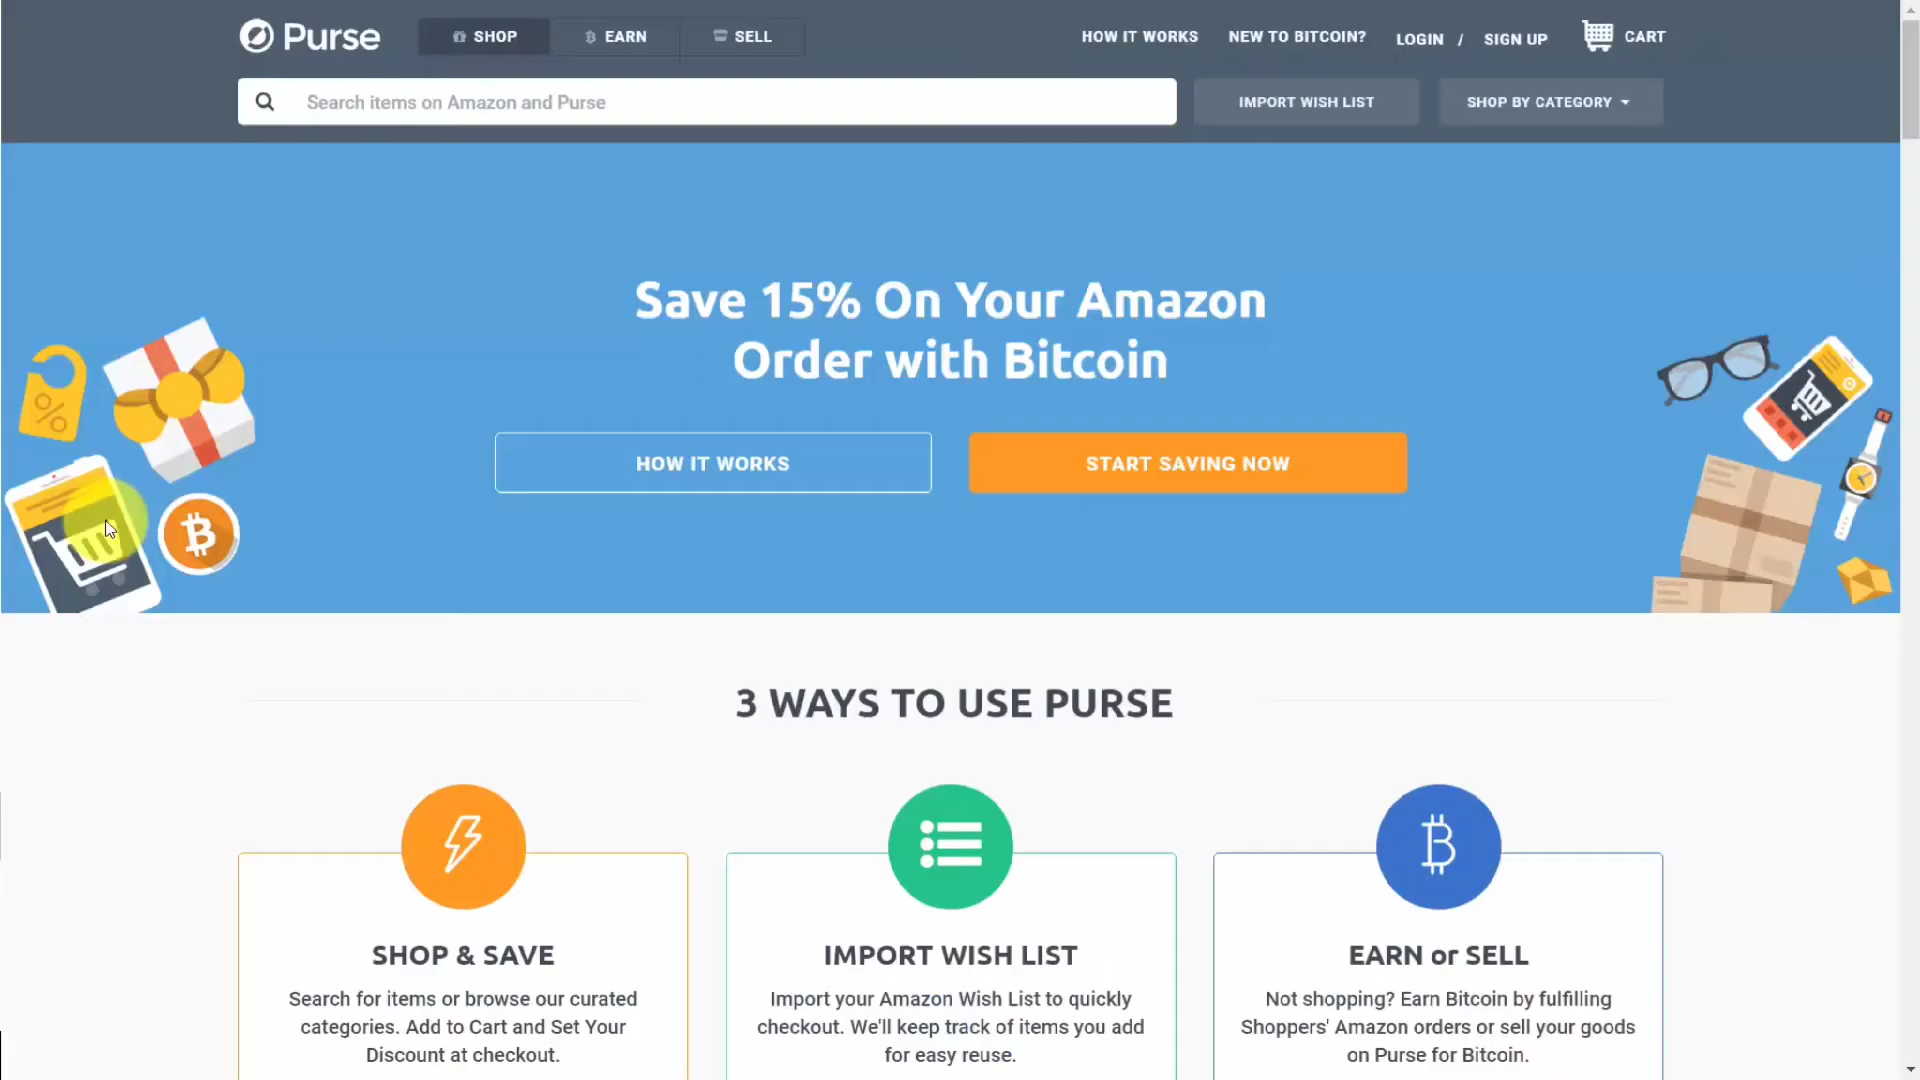 Purse
SHOP
EARN
SELL
HOW IT WORKS
NEW TO BITCOIN?
LOGIN / SIGN UP
CART
Search items on Amazon and Purse
IMPORT WISH LIST
SHOP BY CATEGORY
Save 15% On Your Amazon
Order with Bitcoin
HOW IT WORKS
START SAVING NOW
3 WAYS TO USE PURSE
SHOP & SAVE
Search for items or browse our curated
categories. Add to Cart and Set Your
Discount at checkout.
IMPORT WISH LIST
Import your Amazon Wish List to quickly
checkout. We'll keep track of items you add
for easy reuse.
EARN or SELL
Not shopping? Earn Bitcoin by fulfilling
Shoppers' Amazon orders or sell your goods
on Purse for Bitcoin.